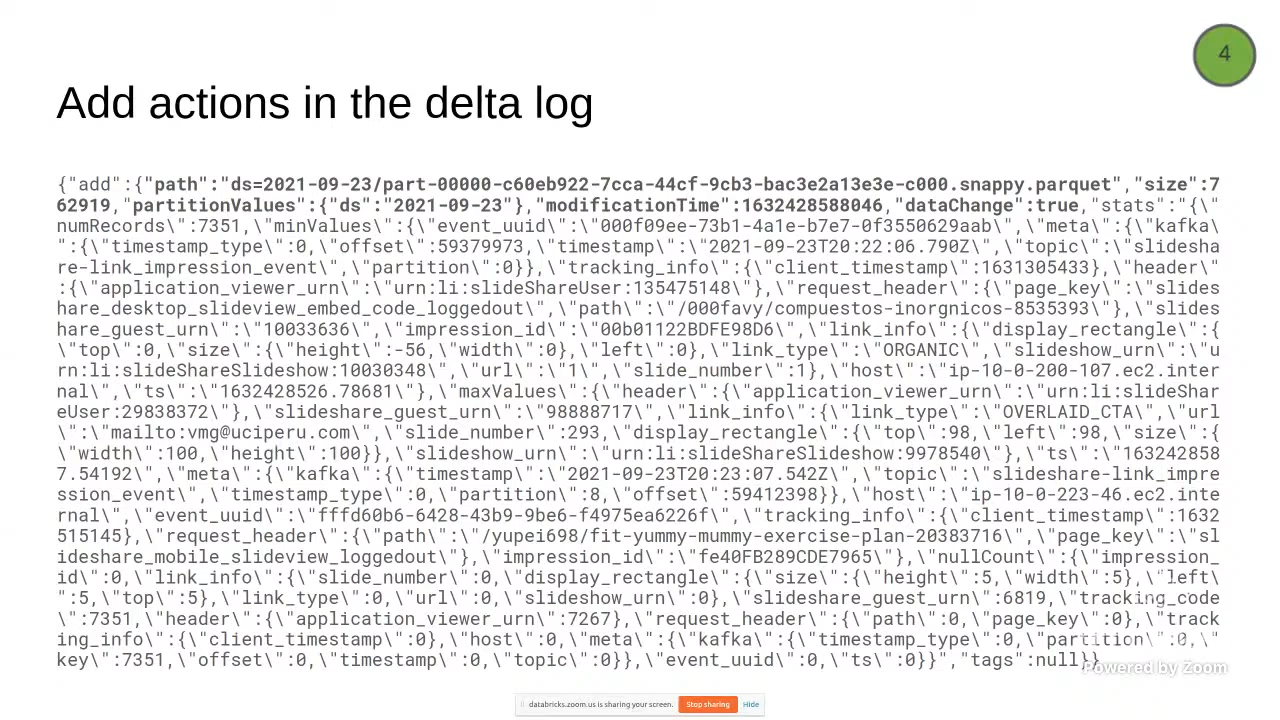 4
Add actions in the delta log
{"add":{"path":"ds=2021-09-23/part-00000-c60eb922-7cca-44cf-9cb3-bac3e2a13e3e-c000.snappy.parquet","size":7
62919,"partitionValues":{"ds":"2021-09-23"},"modificationTime":1632428588046,"dataChange":true,"stats":"{\"
numRecords\":7351,\"minValues\":{\"event_uuid\":\"000f09ee-73b1-4a1e-b7e7-0f3550629aab\",\"meta\":{\"kafka\
":{\"timestamp_type\":0,\"offset\":59379973,\"timestamp\":\"2021-09-23T20:22:06.790Z\",\"topic\":\"slidesha
re-link_impression_event\",\"partition\":0}},\"tracking_info\":{\"client_timestamp\":1631305433},\"header\"
:{\"application_viewer_urn\":\"urn:li:slideShareUser:135475148\"},\"request_header\":{\"page_key\":\"slides
hare_desktop_slideview_embed_code_loggedout\",\"path\":\"/000favy/compuestos-inorgnicos-8535393\"},\"slides
hare_guest_urn\":\"10033636\",\"impression_id\":\"00b01122BDFE98D6\",\"link_info\":{\"display_rectangle\":{
\"top\":0,\"size\":{\"height\":-56,\"width\":0},\"left\":0},\"link_type\":\"ORGANIC\",\"slideshow_urn\":\"u
rn:li:slideShareSlideshow:10030348\",\"url\":\"1\",\"slide_number\":1},\"host\":\"ip-10-0-200-107.ec2.inter
nal\",\"ts\":\"1632428526.78681\"},\"maxValues\":{\"header\":{\"application_viewer_urn\":\"urn:li:slideShar
eUser:29838372\"},\"slideshare_guest_urn\":\"98888717\",\"link_info\":{\"link_type\":\"OVERLAID_CTA\",\"url
\":\"mailto:vmg@uciperu.com\",\"slide_number\":293,\"display_rectangle\":{\"top\":98,\"left\":98,\"size\":{
\"width\":100,\"height\":100}},\"slideshow_urn\":\"urn:li:slideShareSlideshow:9978540\"},\"ts\":\"163242858
7.54192\",\"meta\":{\"kafka\":{\"timestamp\":\"2021-09-23T20:23:07.542Z\",\"topic\":\"slideshare-link_impre
ssion_event\",\"timestamp_type\":0,\"partition\":8,\"offset\":59412398}},\"host\":\"ip-10-0-223-46.ec2.inte
rnal\",\"event_uuid\":\"fffd60b6-6428-43b9-9be6-f4975ea6226f\",\"tracking_info\":{\"client_timestamp\":1632
515145},\"request_header\":{\"path\":\"/yupei698/fit-yummy-mummy-exercise-plan-20383716\",\"page_key\":\"sl
ideshare_mobile_slideview_loggedout\"},\"impression_id\":\"fe40FB289CDE7965\"},\"nullCount\":{\"impression_
id\":0,\"link_info\":{\"slide_number\":0,\"display_rectangle\":{\"size\":{\"height\":5,\"width\":5},\"left\
":5,\"top\":5},\"link_type\":0,\"url\":0,\"slideshow_urn\":0},\"slideshare_guest_urn\":6819,\"tracking_code
\":7351,\"header\":{\"application_viewer_urn\":7267},\"request_header\":{\"path\":0,\"page_key\":0},\"track
ing_info\":{\"client_timestamp\":0},\"host\":0,\"meta\":{\"kafka\":{\"timestamp_type\":0,\"partition\":0,\"
key\":7351,\"offset\":0,\"timestamp\":0,\"topic\":0}},\"event_uuid\":0,\"ts\":0}}","tags":null}}
Powered by Zoom
databricks.zoom.us is sharing your screen. Stop sharing Hide